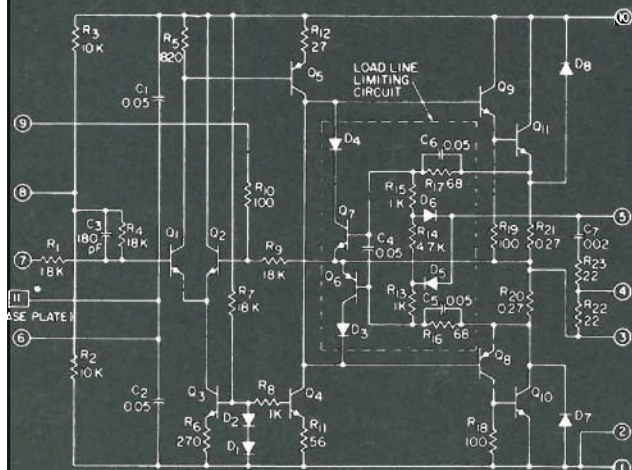 10
R3
10K
R5
820
R12
27
Q5
LOAD LINE
LIMITING
CIRCUIT
Q9
D8
C1
0.05
Q11
9
D4
C6 0.05
R17 68
R10
100
R15
1K
D6
8
C3
180
pF
R4
18K
Q1
Q2
Q7
C4
0.05
R14
4.7K
R19
100
R21
0.27
5
C7
0.02
R1
18K
7
R9
18K
R23
22
11
(ASE PLATE)
Q6
D5
R20
0.27
4
R7
18K
R13
1K
C5 0.05
R16 68
R22
22
6
D3
Q8
3
R2
10K
C2
0.05
Q3
R8
1K
Q4
Q10
D2
R6
270
D1
R11
56
R18
100
D7
2
1